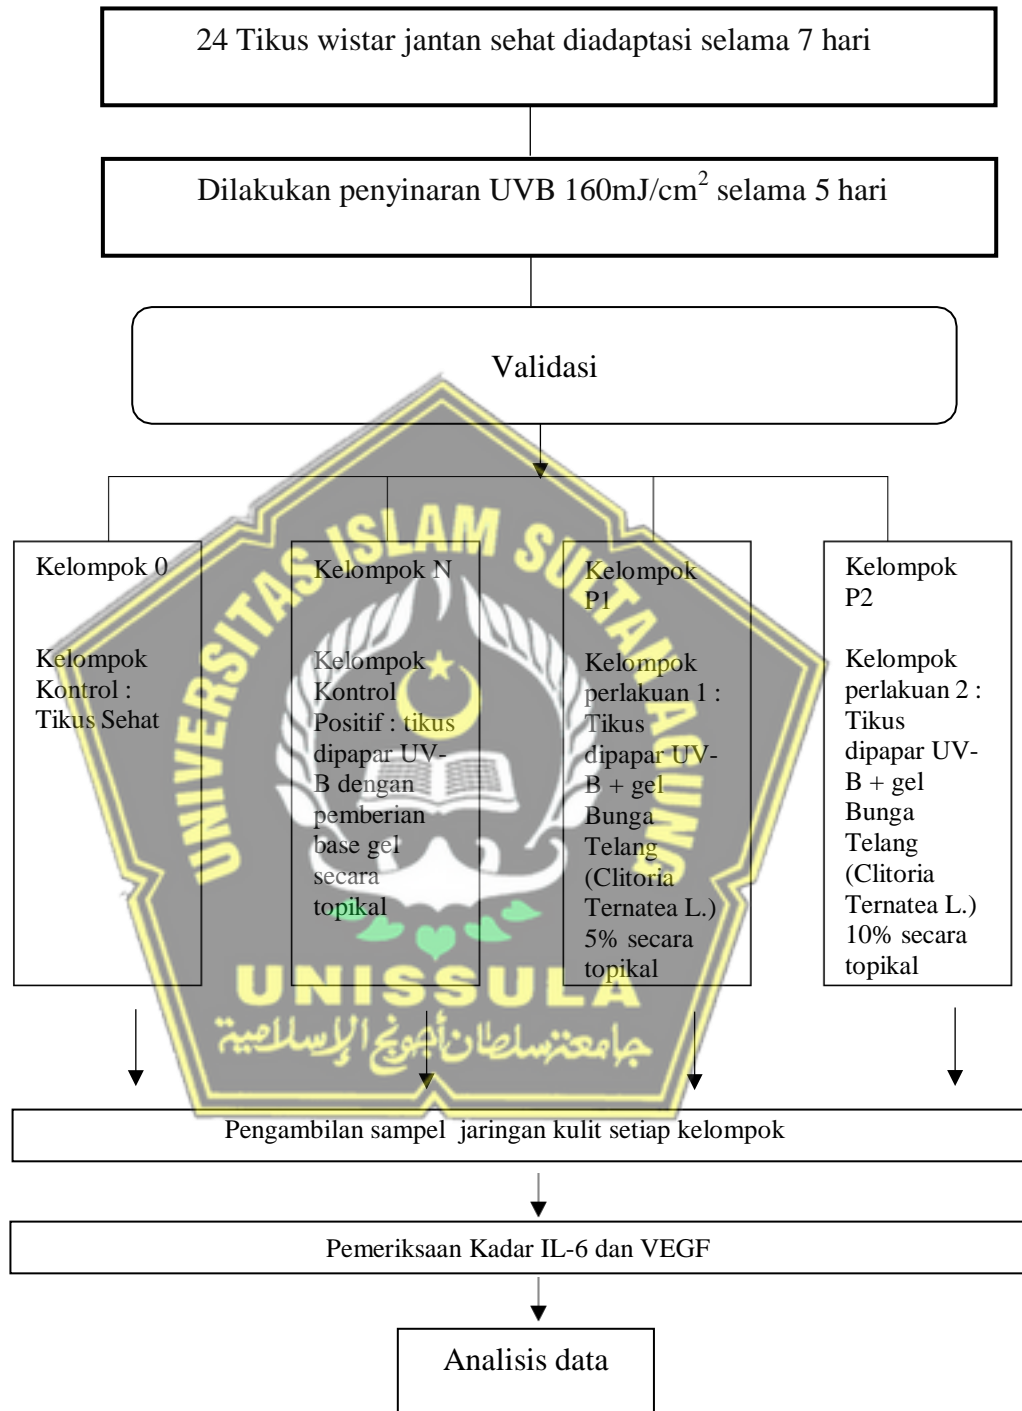 24 Tikus wistar jantan sehat diadaptasi selama 7 hari
Dilakukan penyinaran UVB 160mJ/cm² selama 5 hari
Validasi
Kelompok 0
Kelompok
Kontrol :
Tikus Sehat
Kelompok N
Kelompok
Kontrol
Positif : tikus
dipapar UV-
B dengan
pemberian
base gel
secara
topikal
Kelompok
P1
Kelompok
perlakuan 1 :
Tikus
dipapar UV-
B + gel
Bunga
Telang
(Clitoria
Ternatea L.)
5% secara
topikal
Kelompok
P2
Kelompok
perlakuan 2 :
Tikus
dipapar UV-
B + gel
Bunga
Telang
(Clitoria
Ternatea L.)
10% secara
topikal
UNIVERSITAS ISLAM SULTAN AGUNG
UNISSULA
جامعة سلطان أجونج الإسلامية
Pengambilan sampel  jaringan kulit setiap kelompok
Pemeriksaan Kadar IL-6 dan VEGF
Analisis data